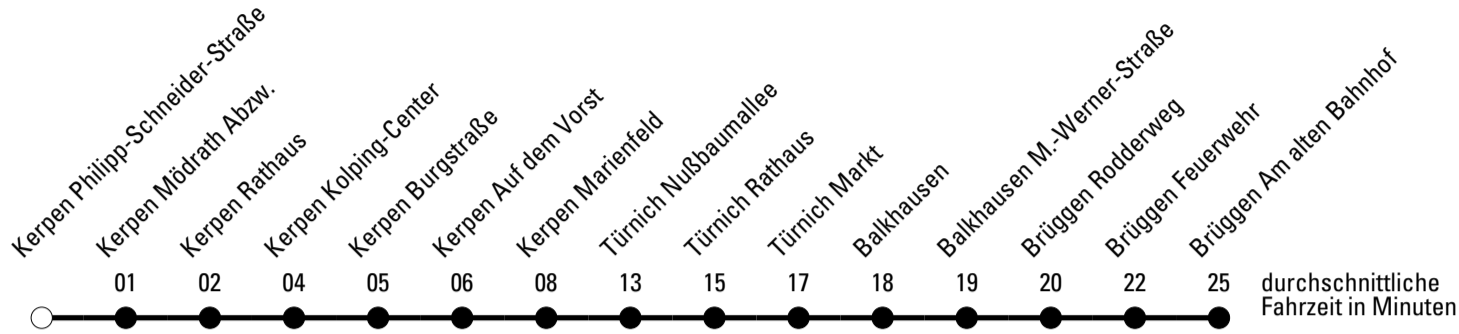 Kerpen Philipp-Schneider-Straße
Kerpen Mödrath Abzw.
Kerpen Rathaus
Kerpen Kolping-Center
Kerpen Burgstraße
Kerpen Auf dem Vorst
Kerpen Marienfeld
Türnich Nußbaumallee
Türnich Rathaus
Türnich Markt
Balkhausen
Balkhausen M.-Werner-Straße
Brüggen Rodderweg
Brüggen Feuerwehr
Brüggen Am alten Bahnhof
01 02 04 05 06 08 13 15 17 18 19 20 22 25 durchschnittliche
Fahrzeit in Minuten